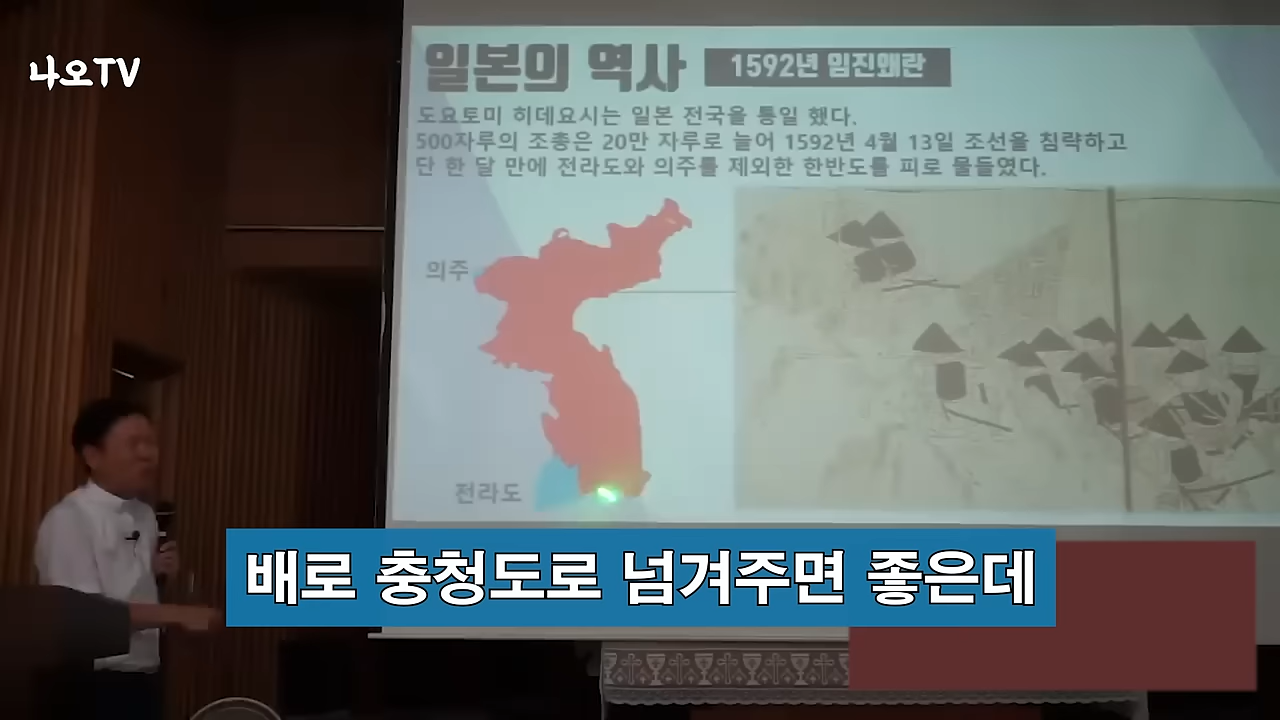 나오TV
일본의 역사 1592년 임진왜란
도요토미 히데요시는 일본 전국을 통일 했다.
500자루의 조총은 20만 자루로 늘어 1592년 4월 13일 조선을 침략하고
단 한 달 만에 전라도와 의주를 제외한 한반도를 피로 물들였다.
의주
전라도
배로 충청도로 넘겨주면 좋은데